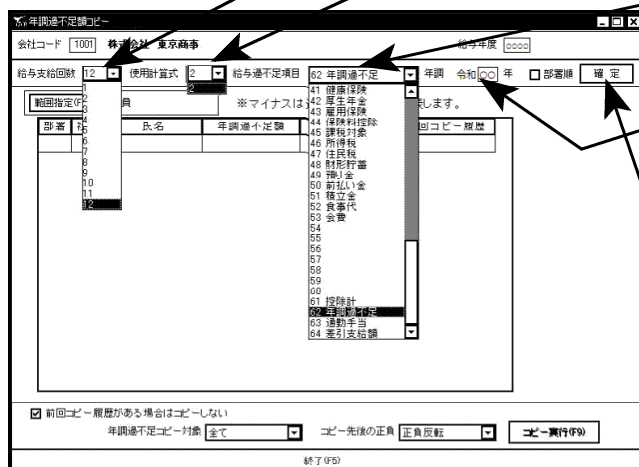 年調過不足額コピー
会社コード 1001 株式会社 東京商事 給与年度 ○○○○
給与支給回数 12 使用計算式 2 給与過不足項目 62 年調過不足 年調 令和 ○○ 年 部署順 確 定
1
2
3
4
5
6
7
8
9
10
11
12
2
41 健康保険
42 厚生年金
43 雇用保険
44 保険料控除
45 課税対象
46 所得税
47 住民税
48 財形貯蓄
49 預り金
50 前払い金
51 積立金
52 食事代
53 会費
54
55
56
57
58
59
60
61 控除計
62 年調過不足
63 通勤手当
64 差引支給額
範囲指定(F 員 ※マイナスは します。
部署 氏名 年調過不足額 回コピー履歴
前回コピー履歴がある場合はコピーしない
年調過不足コピー対象 全て コピー先後の正負 正負反転 コピー実行(F9)
終了(F5)